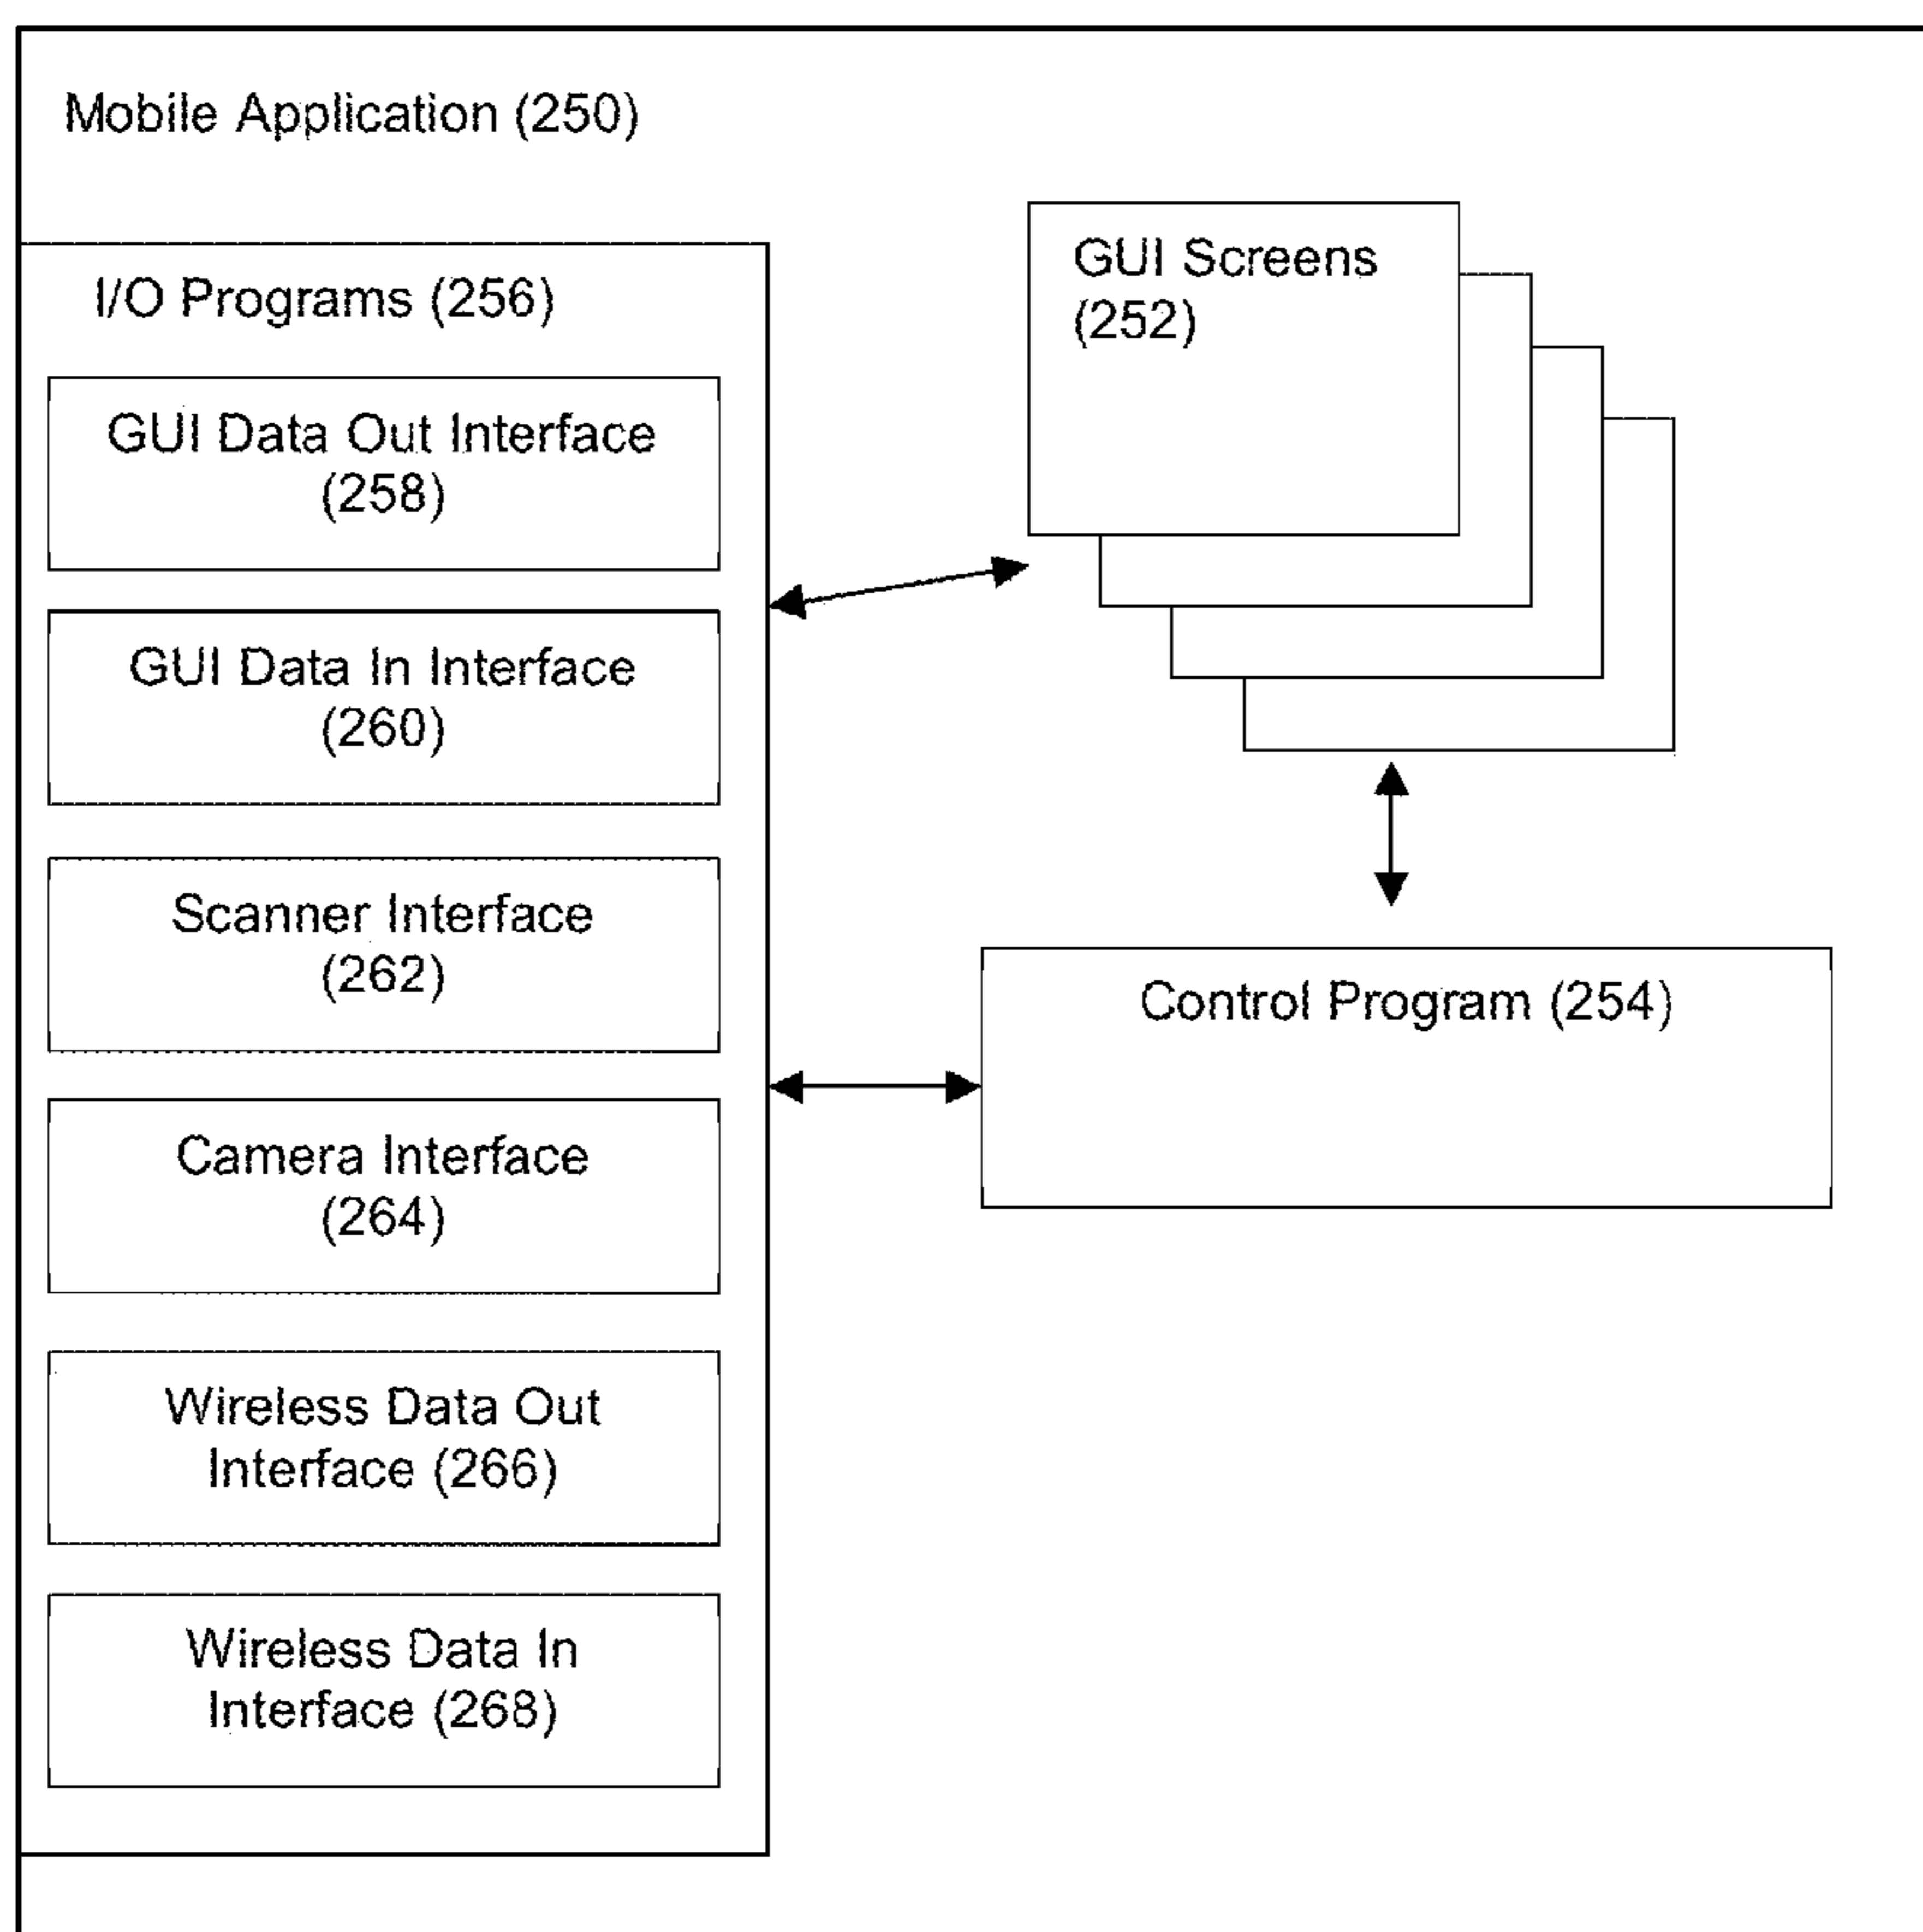 Mobile Application (250)
I/O Programs (256)
GUI Data Out Interface
(258)
GUI Data In Interface
(260)
Scanner Interface
(262)
Camera Interface
(264)
Wireless Data Out
Interface (266)
Wireless Data In
Interface (268)
GUI Screens
(252)
Control Program (254)